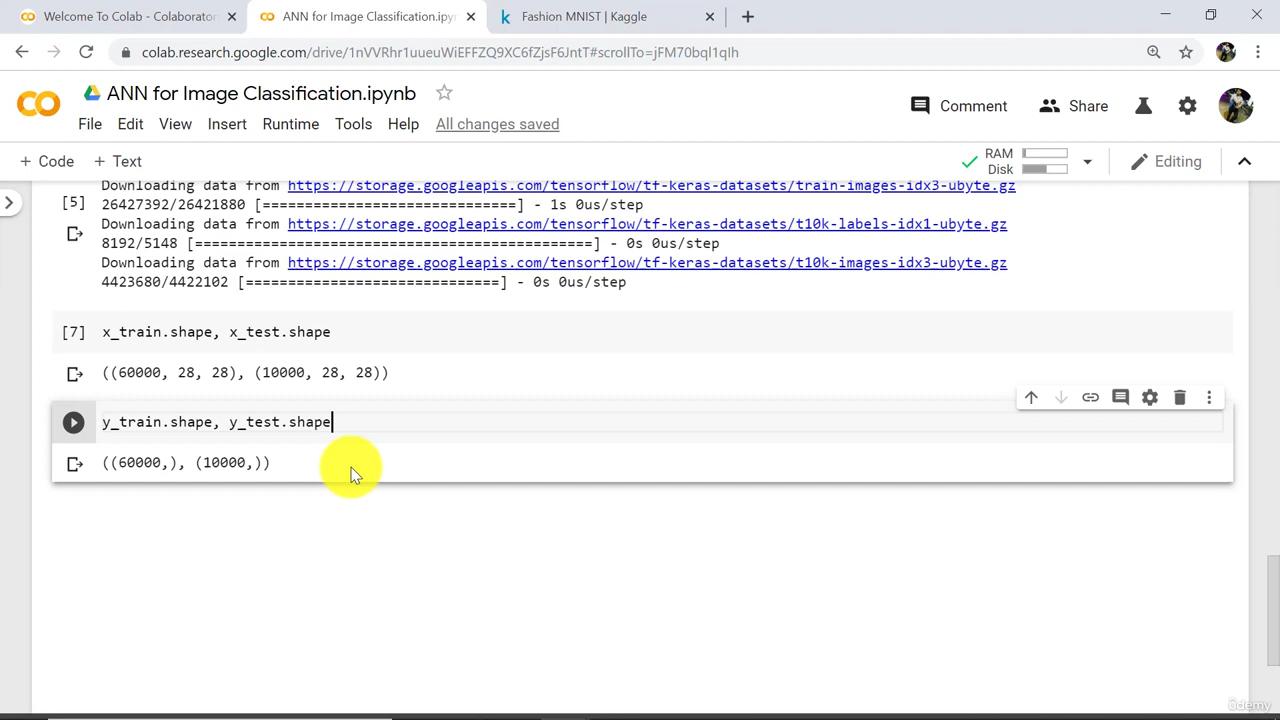 Welcome To Colab - Colaborator
ANN for Image Classification.ipyn
Fashion MNIST | Kaggle
colab.research.google.com/drive/1nVVRhr1uueuWiEFFZQ9XC6fZjsF6JntT#scrollTo=jFM70bql1qIh
ANN for Image Classification.ipynb
Comment
Share
File Edit View Insert Runtime Tools Help All changes saved
+ Code + Text
RAM
Disk
Editing
Downloading data from https://storage.googleapis.com/tensorflow/tf-keras-datasets/train-images-idx3-ubyte.gz
[5] 26427392/26421880 [==============================] - 1s 0us/step
Downloading data from https://storage.googleapis.com/tensorflow/tf-keras-datasets/t10k-labels-idx1-ubyte.gz
8192/5148 [===============================================] - 0s 0us/step
Downloading data from https://storage.googleapis.com/tensorflow/tf-keras-datasets/t10k-images-idx3-ubyte.gz
4423680/4422102 [==============================] - 0s 0us/step
[7] x_train.shape, x_test.shape
((60000, 28, 28), (10000, 28, 28))
y_train.shape, y_test.shape
((60000,), (10000,))
ûdemy